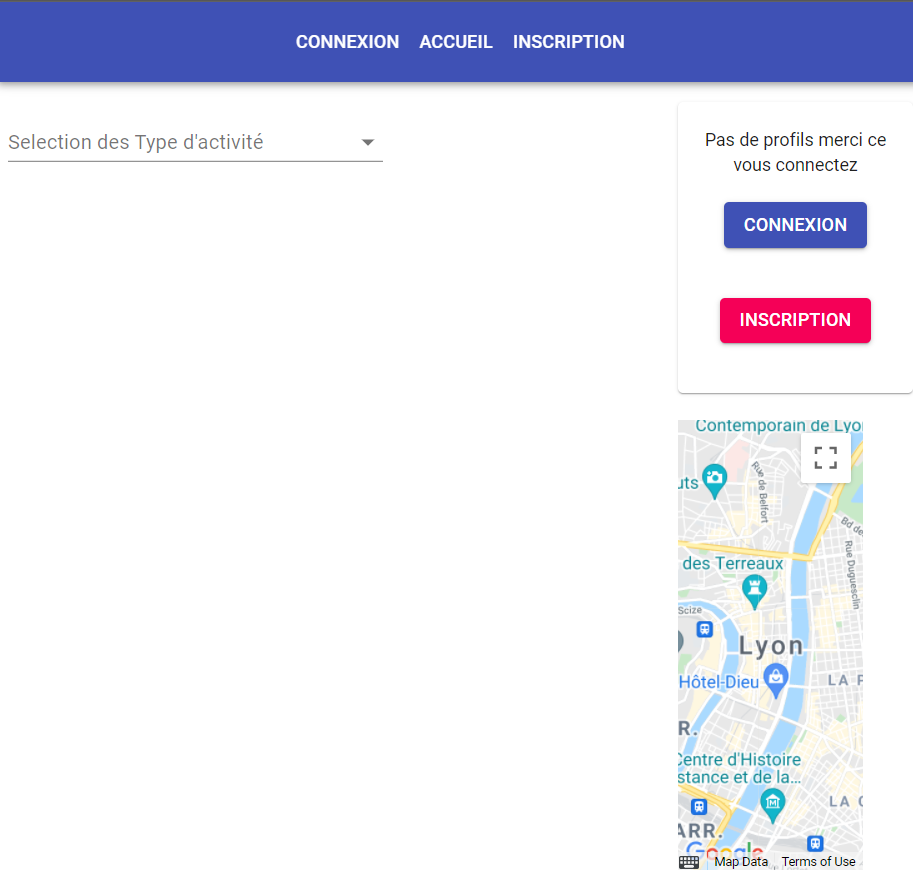 CONNEXION ACCUEIL INSCRIPTION
Selection des Type d'activité
Pas de profils merci ce
vous connectez
CONNEXION
INSCRIPTION
Contemporain de Lyo
uts
Rue de Belfort
Bd de
Rue Duguesclin
des Terreaux
Scize
Lyon
Hôtel-Dieu
LA P
R.
Centre d'Histoire
stance et de la...
LA G
ARR.
Google
Map Data Terms of Use